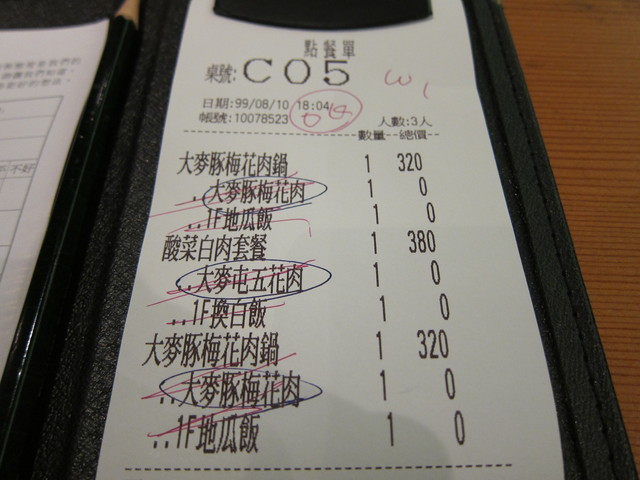 點餐單
桌號: C05
日期:99/08/10 18:04
帳號:10078523 人數:3人
數量--總價--
大麥豚梅花肉鍋 1 320
..大麥豚梅花肉 1 0
..1F地瓜飯 1 0
酸菜白肉套餐 1 380
..大麥屯五花肉 1 0
..1F換白飯 1 0
大麥豚梅花肉鍋 1 320
..大麥豚梅花肉 1 0
..1F地瓜飯 1 0